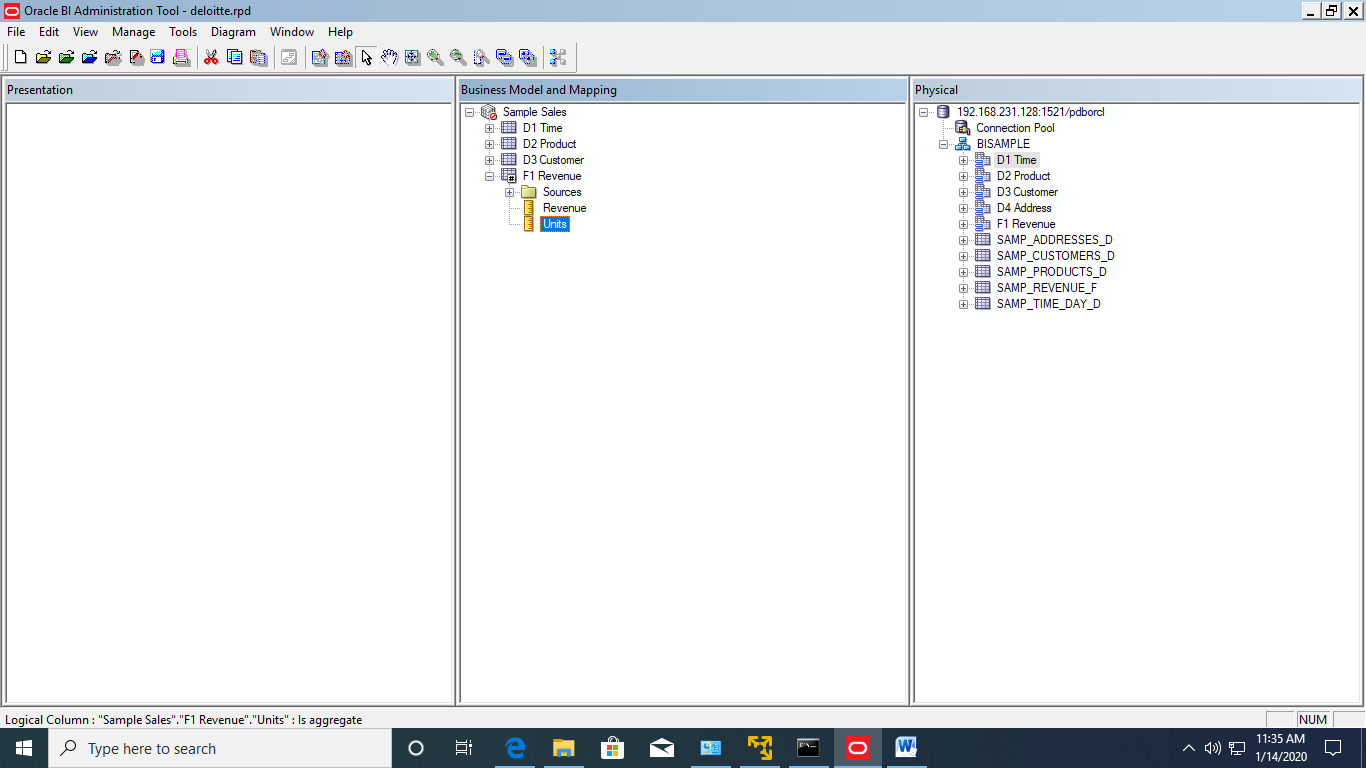 Oracle BI Administration Tool - deloitte.rpd
File Edit View Manage Tools Diagram Window Help
Presentation
Business Model and Mapping
Sample Sales
D1 Time
D2 Product
D3 Customer
F1 Revenue
Sources
Revenue
Units
Physical
192.168.231.128:1521/pdborcl
Connection Pool
BISAMPLE
D1 Time
D2 Product
D3 Customer
D4 Address
F1 Revenue
SAMP_ADDRESSES_D
SAMP_CUSTOMERS_D
SAMP_PRODUCTS_D
SAMP_REVENUE_F
SAMP_TIME_DAY_D
Logical Column : "Sample Sales"."F1 Revenue"."Units" : Is aggregate
NUM
Type here to search
11:35 AM
1/14/2020